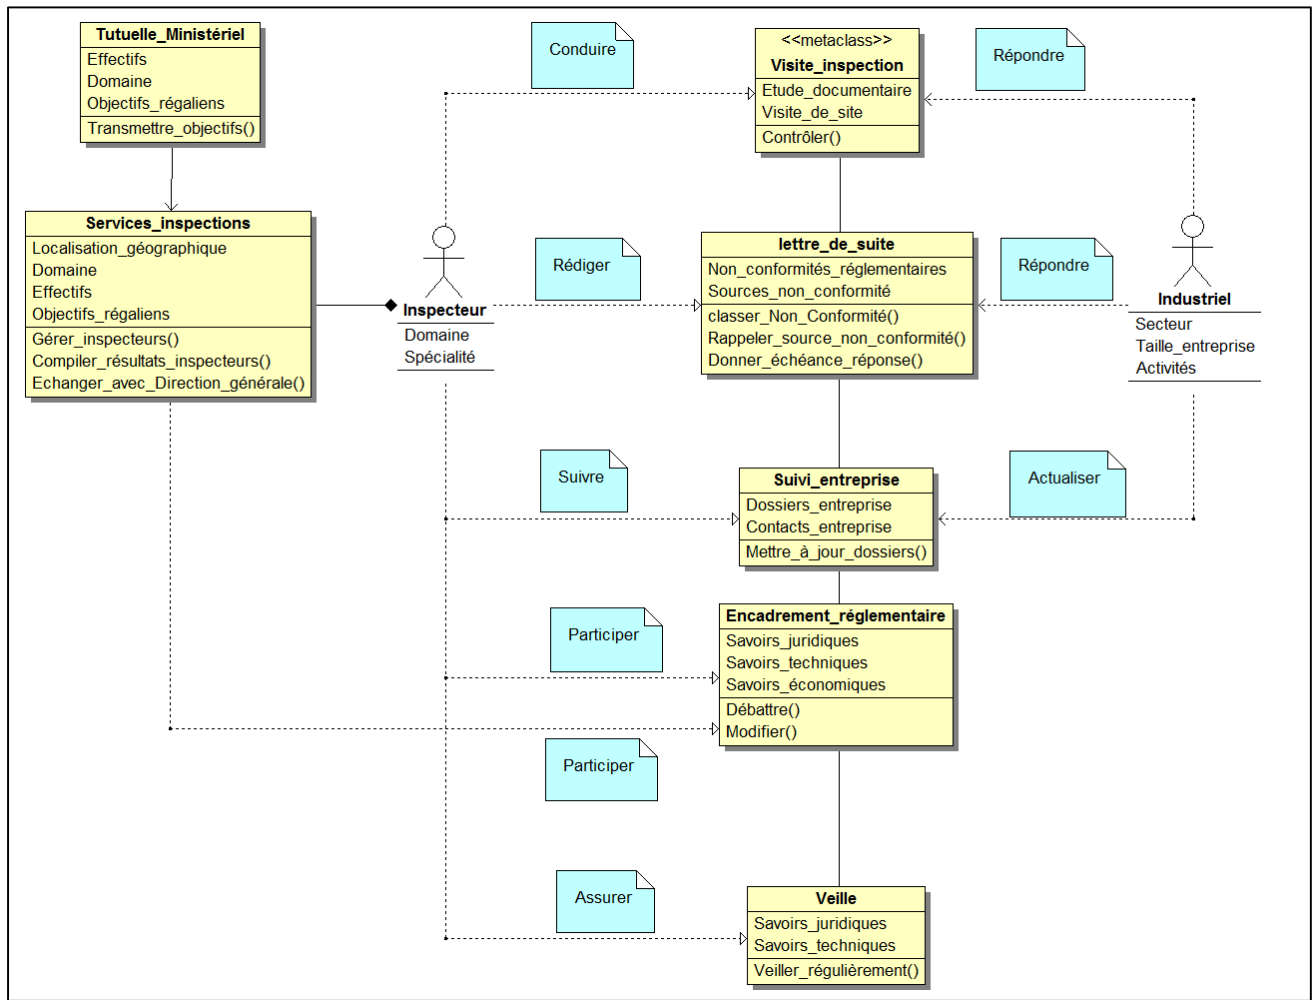 Tutuelle_Ministériel
Effectifs
Domaine
Objectifs_régaliens
Transmettre_objectifs()
Conduire
<<metaclass>>
Visite_inspection
Etude_documentaire
Visite_de_site
Contrôler()
Répondre
Services_inspections
Localisation_géographique
Domaine
Effectifs
Objectifs_régaliens
Gérer_inspecteurs()
Compiler_résultats_inspecteurs()
Echanger_avec_Direction_générale()
Inspecteur
Domaine
Spécialité
Rédiger
lettre_de_suite
Non_conformités_réglementaires
Sources_non_conformité
classer_Non_Conformité()
Rappeler_source_non_conformité()
Donner_échéance_réponse()
Répondre
Industriel
Secteur
Taille_entreprise
Activités
Suivre
Suivi_entreprise
Dossiers_entreprise
Contacts_entreprise
Mettre_à_jour_dossiers()
Actualiser
Participer
Encadrement_réglementaire
Savoirs_juridiques
Savoirs_techniques
Savoirs_économiques
Débattre()
Modifier()
Participer
Assurer
Veille
Savoirs_juridiques
Savoirs_techniques
Veiller_régulièrement()